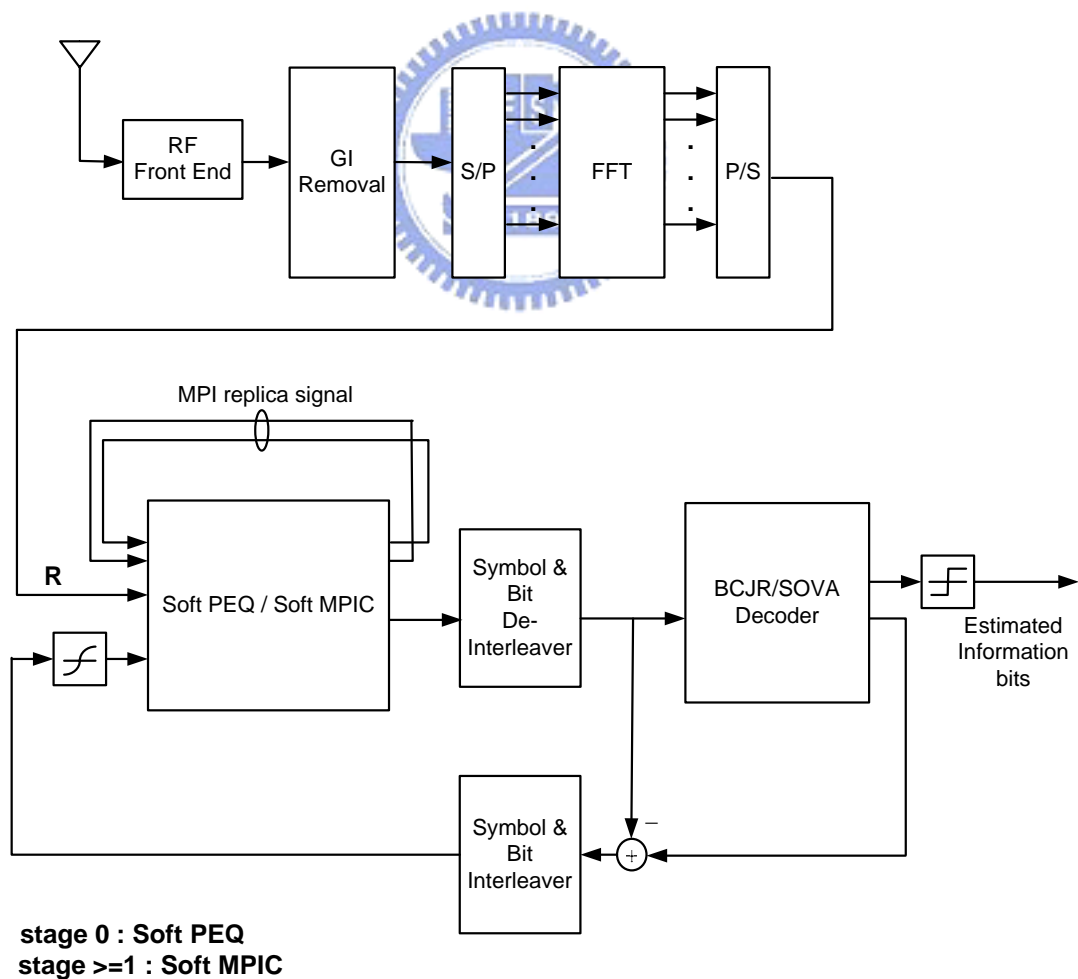 RF
Front End
GI
Removal
S/P
FFT
P/S
MPI replica signal
R
Soft PEQ / Soft MPIC
Symbol &
Bit
De-
Interleaver
BCJR/SOVA
Decoder
Estimated
Information
bits
Symbol &
Bit
Interleaver
−
+
stage 0 : Soft PEQ
stage >=1 : Soft MPIC